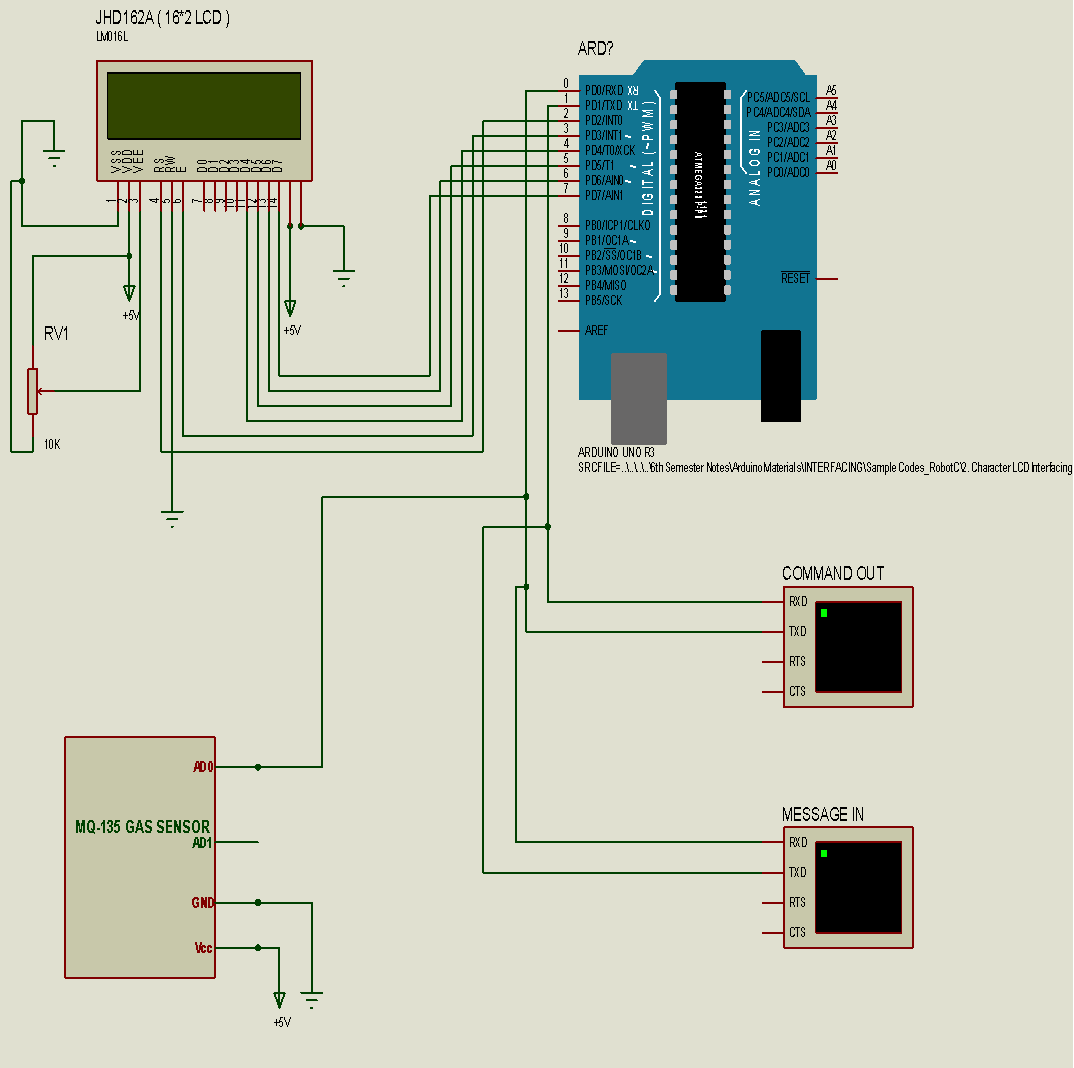 JHD162A ( 16*2 LCD )
LM016L
VSS
VDD
VEE
RS
RW
E
D0
D1
D2
D3
D4
D5
D6
D7
1
2
3
4
5
6
7
8
9
10
11
12
13
14
+5V
+5V
RV1
10K
ARD?
0 PD0/RXD RX
1 PD1/TXD TX
2 PD2/INT0
3 PD3/INT1 ~
4 PD4/T0/XCK
5 PD5/T1 ~
6 PD6/AIN0 ~
7 PD7/AIN1
8 PB0/ICP1/CLKO
9 PB1/OC1A ~
10 PB2/SS/OC1B ~
11 PB3/MOSI/OC2A ~
12 PB4/MISO
13 PB5/SCK
AREF
DIGITAL (~PWM)
ANALOG IN
PC5/ADC5/SCL A5
PC4/ADC4/SDA A4
PC3/ADC3 A3
PC2/ADC2 A2
PC1/ADC1 A1
PC0/ADC0 A0
RESET
ARDUINO UNO R3
SRCFILE=..\..\..\..\6th Semester Notes\Arduino Materials\INTERFACING\Sample Codes_RobotC\2. Character LCD Interfacing
COMMAND OUT
RXD
TXD
RTS
CTS
MESSAGE IN
RXD
TXD
RTS
CTS
MQ-135 GAS SENSOR
AD0
AD1
GND
Vcc
+5V